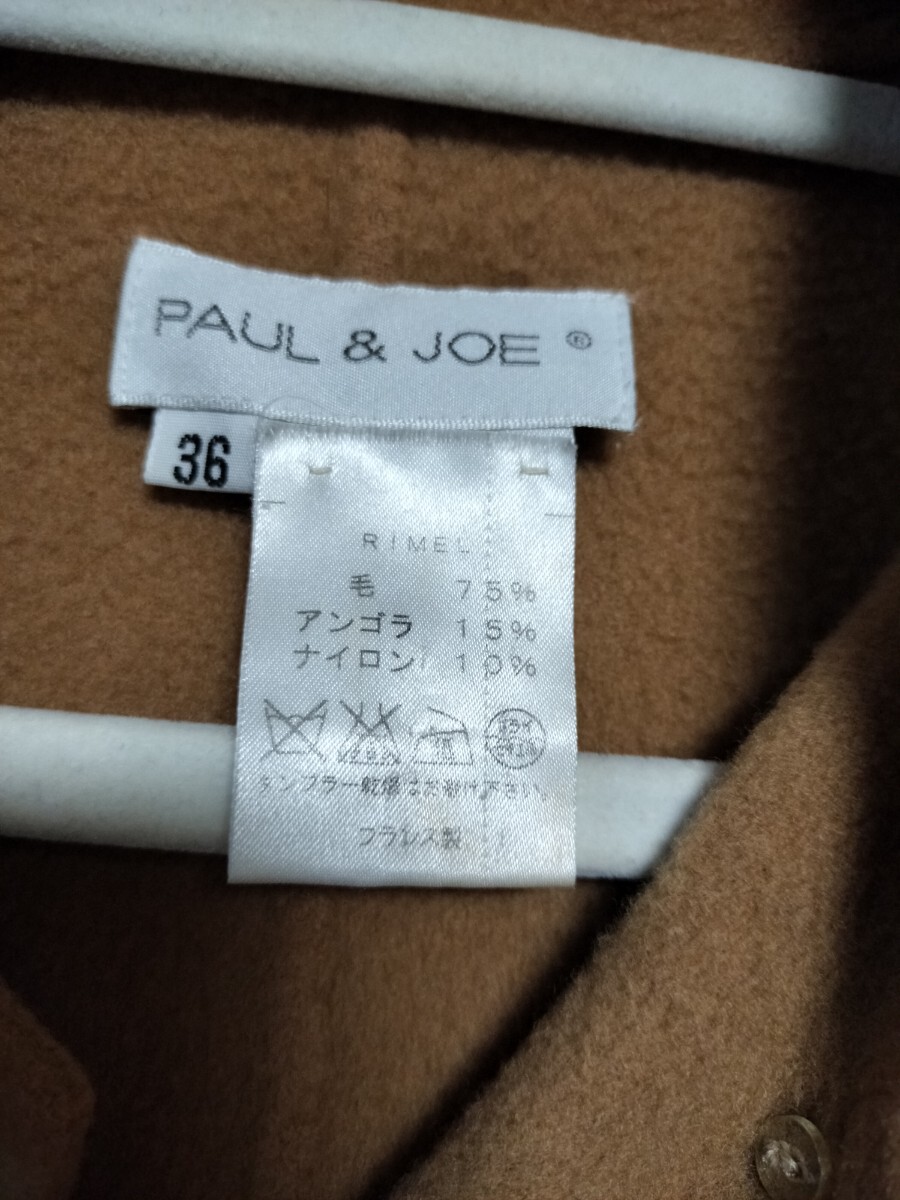 PAUL & JOE ®
36
RIMEL
毛 75%
アンゴラ 15%
ナイロン 10%
タンブラー乾燥はお避け下さい。
フランス製